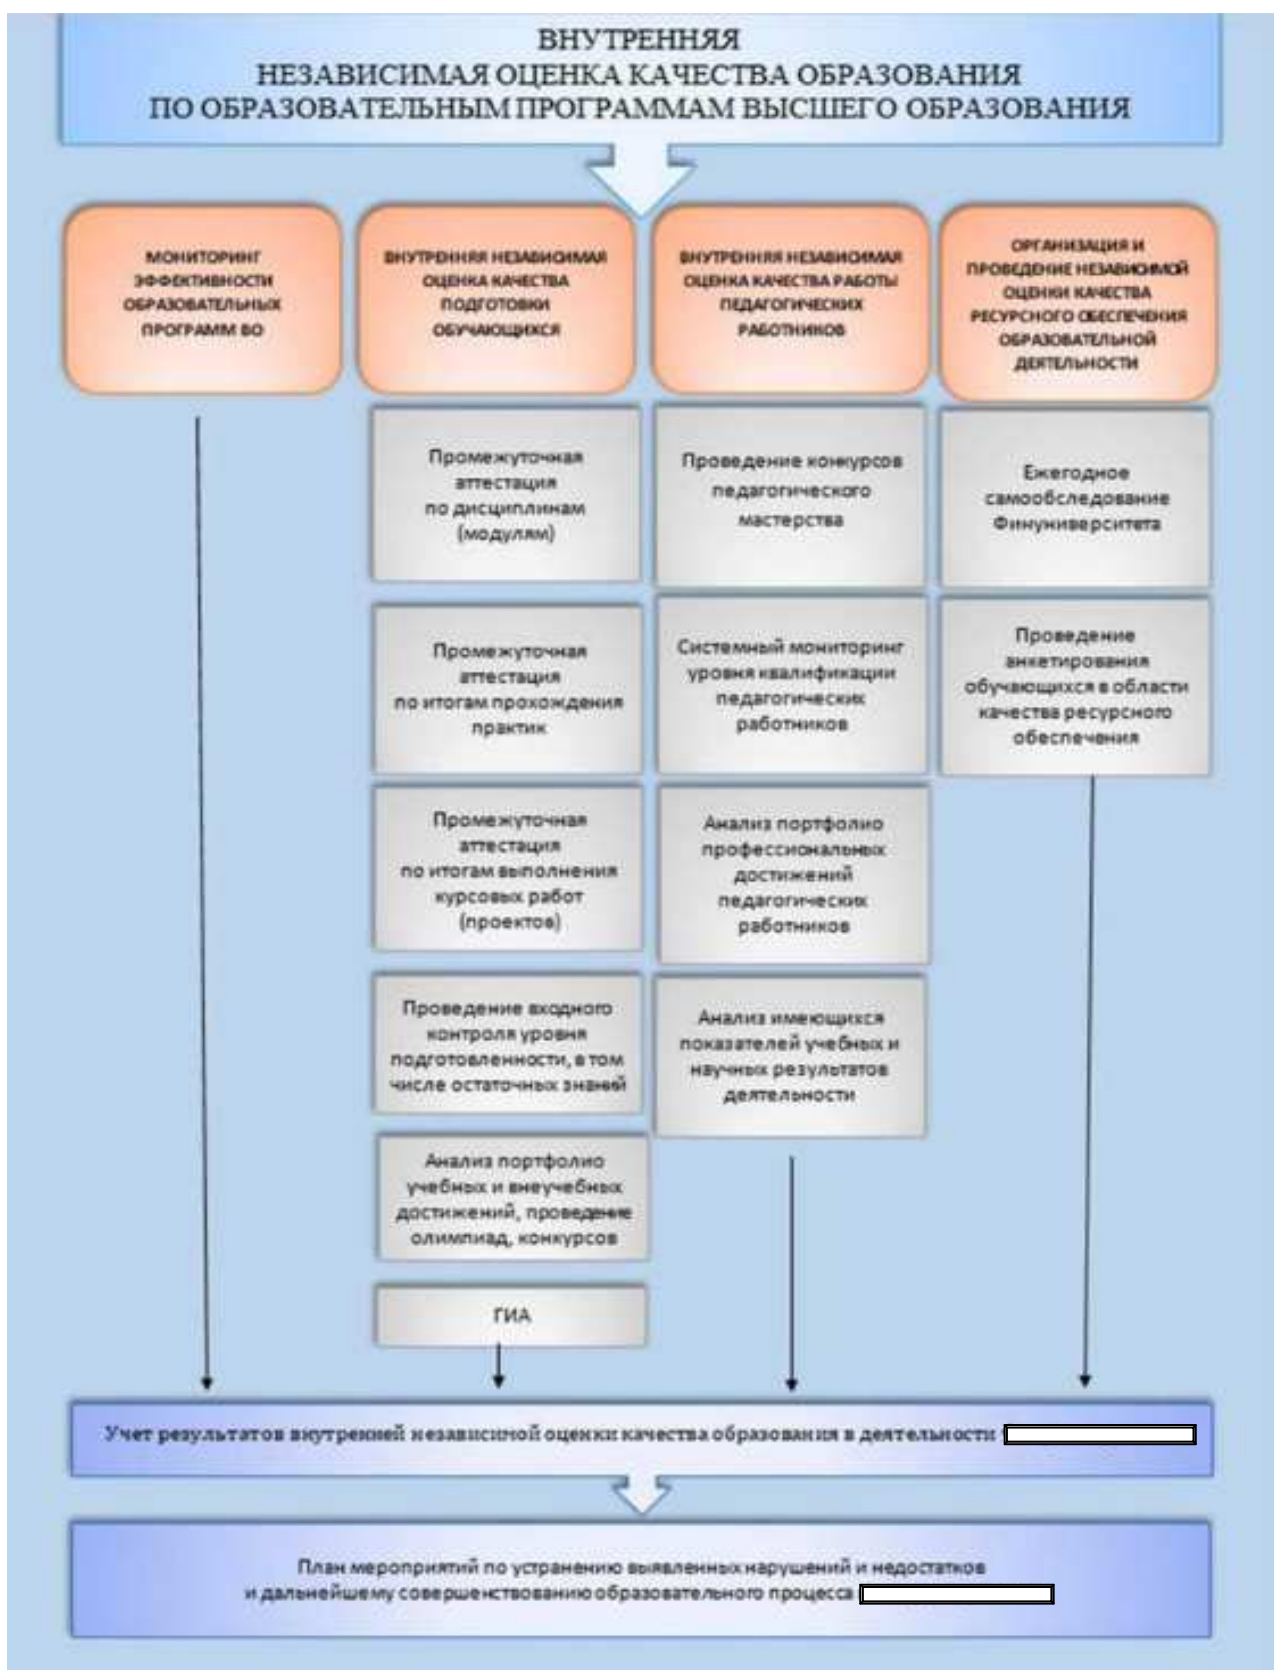 ВНУТРЕННЯЯ
НЕЗАВИСИМАЯ ОЦЕНКА КАЧЕСТВА ОБРАЗОВАНИЯ
ПО ОБРАЗОВАТЕЛЬНЫМ ПРОГРАММАМ ВЫСШЕГО ОБРАЗОВАНИЯ
МОНИТОРИНГ
ЭФФЕКТИВНОСТИ
ОБРАЗОВАТЕЛЬНЫХ
ПРОГРАММ ВО
ВНУТРЕННЯЯ НЕЗАВИСИМАЯ
ОЦЕНКА КАЧЕСТВА
ПОДГОТОВКИ
ОБУЧАЮЩИХСЯ
Промежуточная
аттестация
по дисциплинам
(модулям)
Промежуточная
аттестация
по итогам прохождения
практик
Промежуточная
аттестация
по итогам выполнения
курсовых работ
(проектов)
Проведение входного
контроля уровня
подготовленности, в том
числе остаточных знаний
Анализ портфолио
учебных и внеучебных
достижений, проведение
олимпиад, конкурсов
ГИА
ВНУТРЕННЯЯ НЕЗАВИСИМАЯ
ОЦЕНКА КАЧЕСТВА РАБОТЫ
ПЕДАГОГИЧЕСКИХ
РАБОТНИКОВ
Проведение конкурсов
педагогического
мастерства
Системный мониторинг
уровня квалификации
педагогических
работников
Анализ портфолио
профессиональных
достижений
педагогических
работников
Анализ имеющихся
показателей учебных и
научных результатов
деятельности
ОРГАНИЗАЦИЯ И
ПРОВЕДЕНИЕ НЕЗАВИСИМОЙ
ОЦЕНКИ КАЧЕСТВА
РЕСУРСНОГО ОБЕСПЕЧЕНИЯ
ОБРАЗОВАТЕЛЬНОЙ
ДЕЯТЕЛЬНОСТИ
Ежегодное
самообследование
Финуниверситета
Проведение
анкетирования
обучающихся в области
качества ресурсного
обеспечения
Учет результатов внутренней независимой оценки качества образования в деятельности
План мероприятий по устранению выявленных нарушений и недостатков
и дальнейшему совершенствованию образовательного процесса